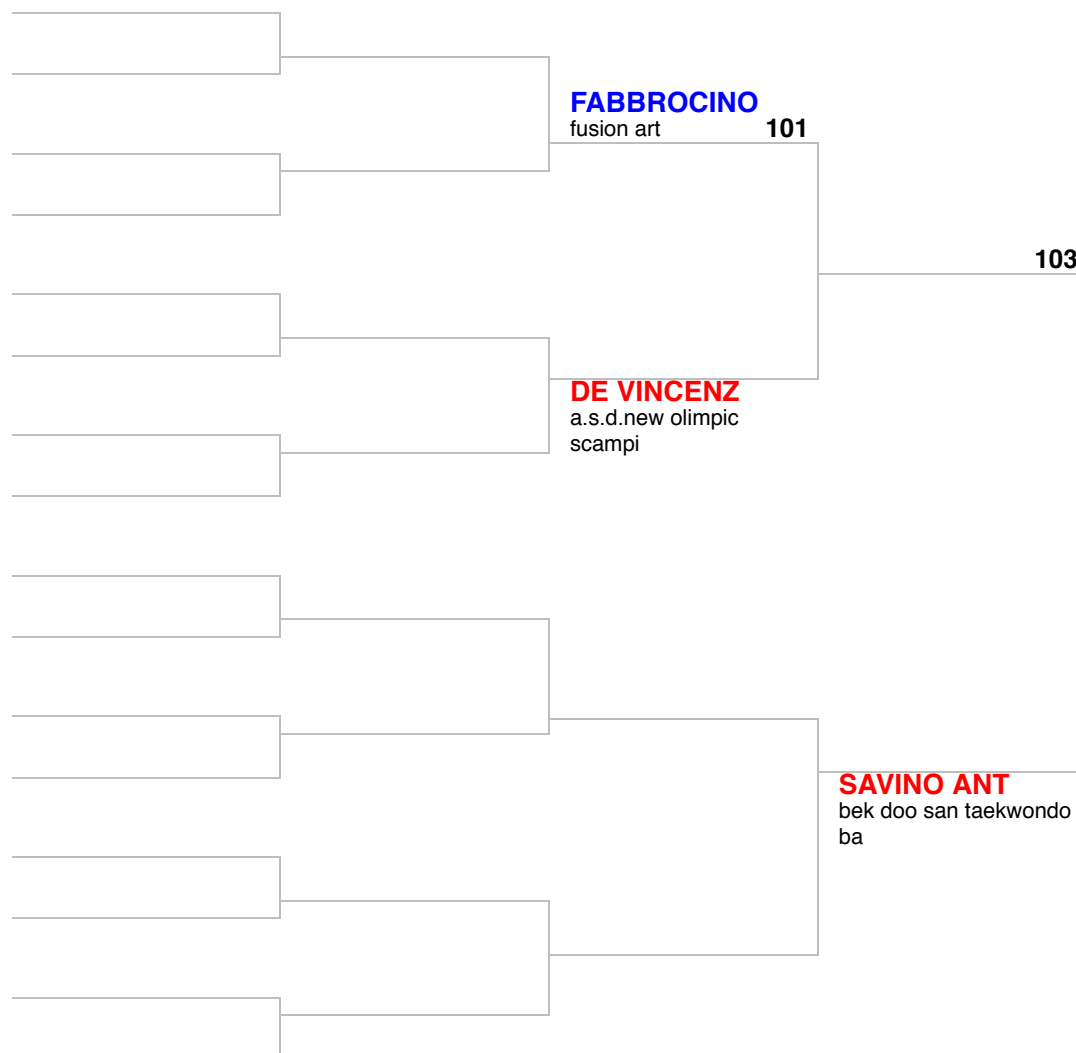 FABBROCINO
fusion art 101
103
DE VINCENZ
a.s.d.new olimpic
scampi
SAVINO ANT
bek doo san taekwondo
ba